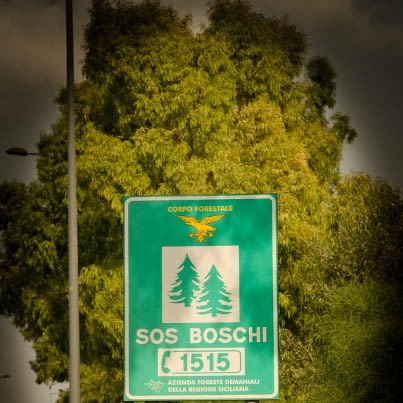 CORPO FORESTALE
SOS BOSCHI
1515
AZIENDA FORESTE DEMANIALI
DELLA REGIONE SICILIANA